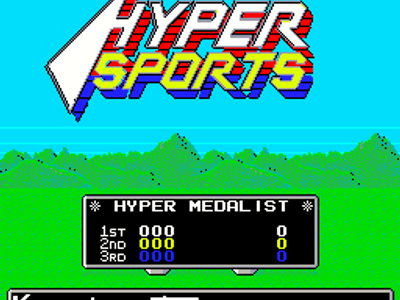 HYPER
SPORTS
※ HYPER MEDALIST ※
1ST 000 0
2ND 000 0
3RD 000 0